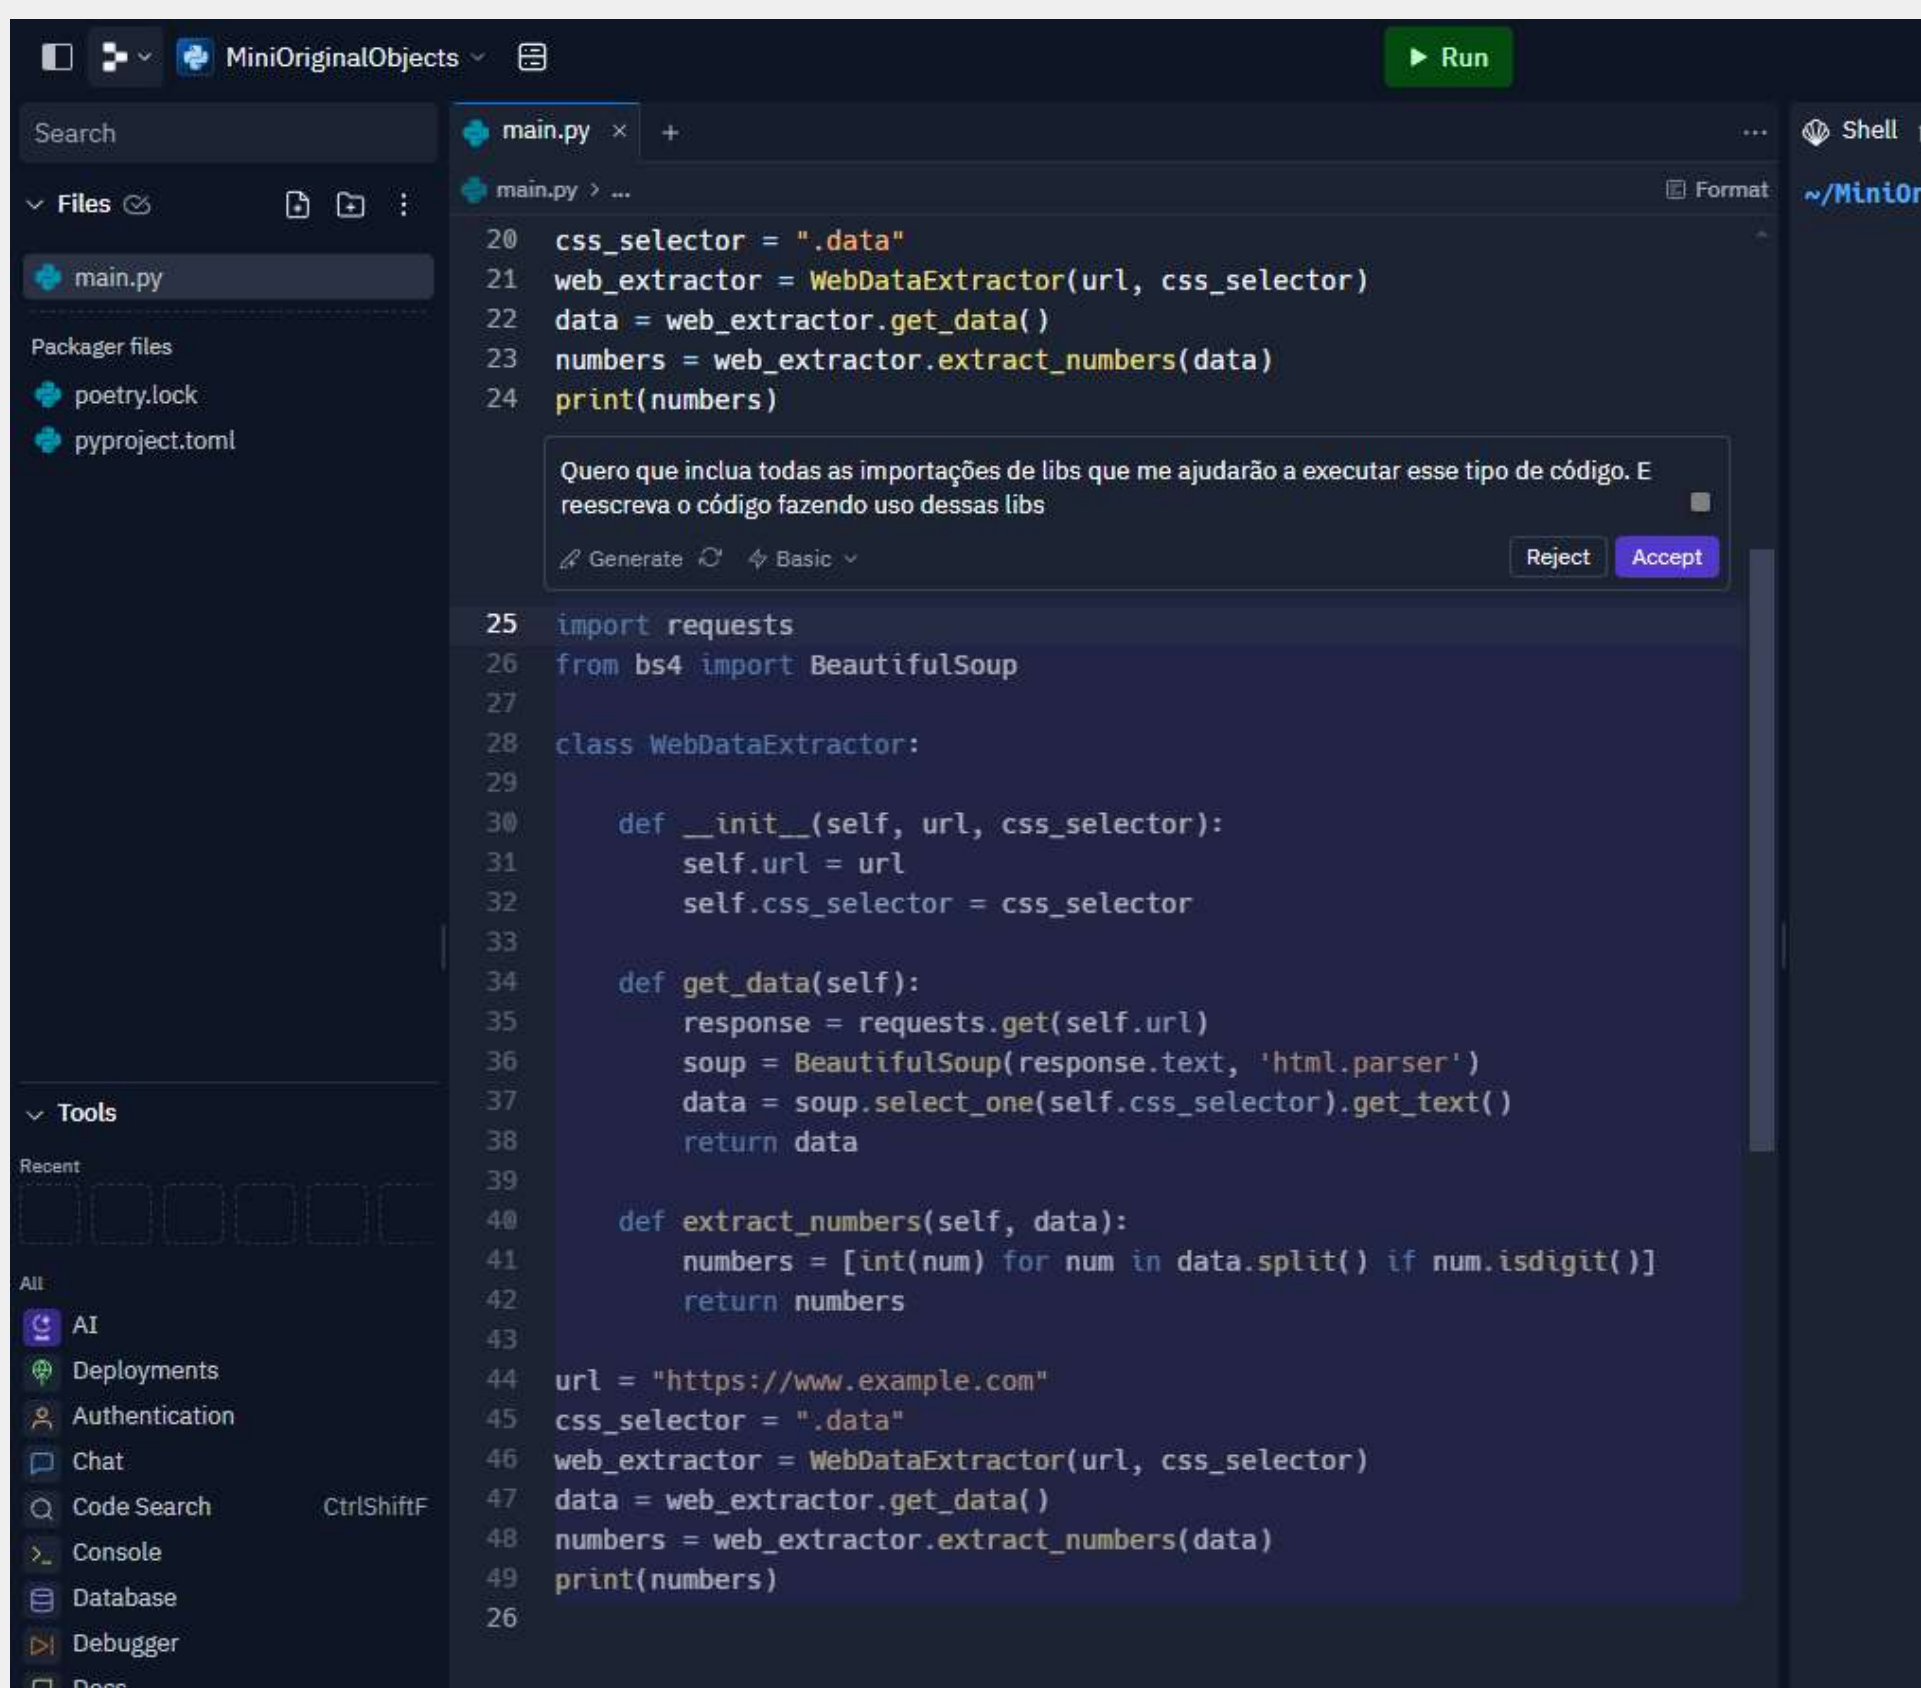 MiniOriginalObjects
Run
Search
Files
main.py
Packager files
poetry.lock
pyproject.toml
Tools
Recent
All
AI
Deployments
Authentication
Chat
Code Search CtrlShiftF
Console
Database
Debugger
Docs
main.py × +
...
main.py > ...
Format
20 css_selector = ".data"
21 web_extractor = WebDataExtractor(url, css_selector)
22 data = web_extractor.get_data()
23 numbers = web_extractor.extract_numbers(data)
24 print(numbers)
Quero que inclua todas as importações de libs que me ajudarão a executar esse tipo de código. E
reescreva o código fazendo uso dessas libs
Generate Basic Reject Accept
25 import requests
26 from bs4 import BeautifulSoup
27
28 class WebDataExtractor:
29
30     def __init__(self, url, css_selector):
31         self.url = url
32         self.css_selector = css_selector
33
34     def get_data(self):
35         response = requests.get(self.url)
36         soup = BeautifulSoup(response.text, 'html.parser')
37         data = soup.select_one(self.css_selector).get_text()
38         return data
39
40     def extract_numbers(self, data):
41         numbers = [int(num) for num in data.split() if num.isdigit()]
42         return numbers
43
44 url = "https://www.example.com"
45 css_selector = ".data"
46 web_extractor = WebDataExtractor(url, css_selector)
47 data = web_extractor.get_data()
48 numbers = web_extractor.extract_numbers(data)
49 print(numbers)
26
Shell
~/MiniOr